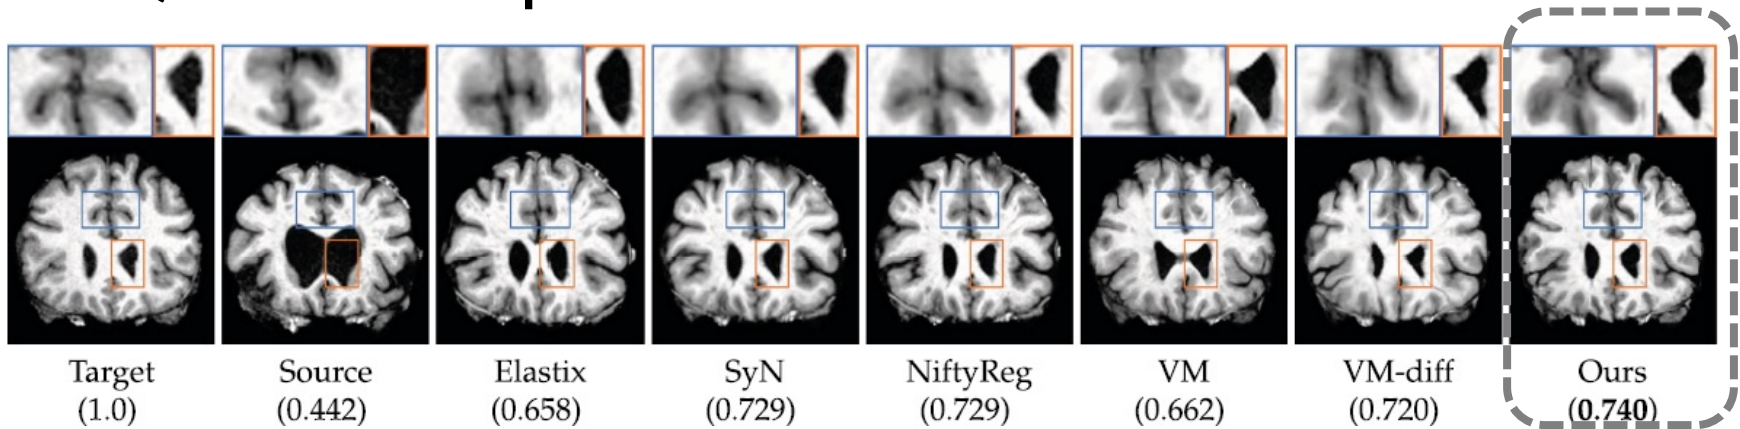 Target Source Elastix SyN NiftyReg VM VM-diff Ours
(1.0) (0.442) (0.658) (0.729) (0.729) (0.662) (0.720) (0.740)